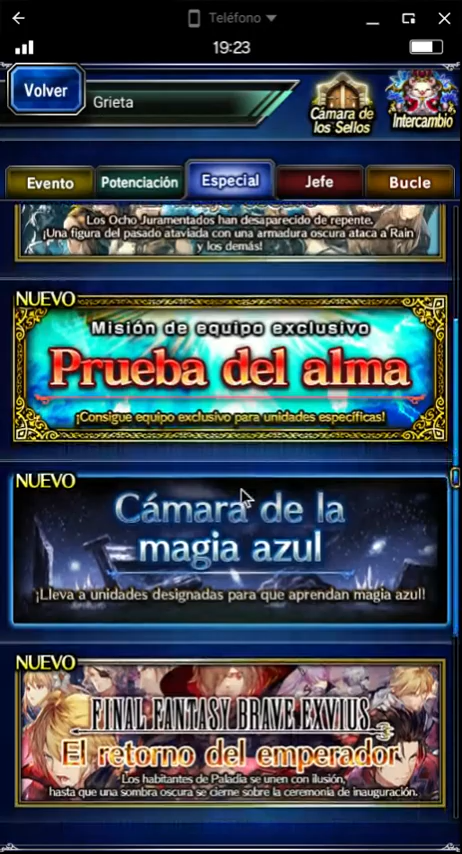 Teléfono
19:23
Volver
Grieta
Cámara de
los Sellos
Intercambio
Evento
Potenciación
Especial
Jefe
Bucle
Los Ocho Juramentados han desaparecido de repente.
¡Una figura del pasado ataviada con una armadura oscura ataca a Rain
y los demás!
NUEVO
Misión de equipo exclusivo
Prueba del alma
¡Consigue equipo exclusivo para unidades específicas!
NUEVO
Cámara de la
magia azul
¡Lleva a unidades designadas para que aprendan magia azul!
NUEVO
FINAL FANTASY BRAVE EXVIUS
El retorno del emperador
Los habitantes de Paladia se unen con ilusión,
hasta que una sombra oscura se cierne sobre la ceremonia de inauguración.